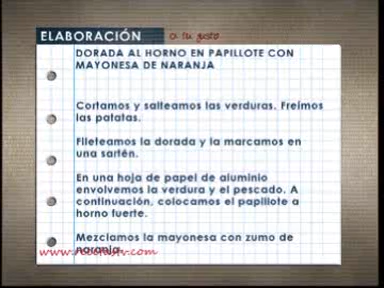 ELABORACIÓN a tu gusto
DORADA AL HORNO EN PAPILLOTE CON
MAYONESA DE NARANJA
Cortamos y salteamos las verduras. Freímos
las patatas.
Fileteamos la dorada y la marcamos en
una sartén.
En una hoja de papel de aluminio
envolvemos la verdura y el pescado. A
continuación, colocamos el papillote a
horno fuerte.
Mezclamos la mayonesa con zumo de
naranja.